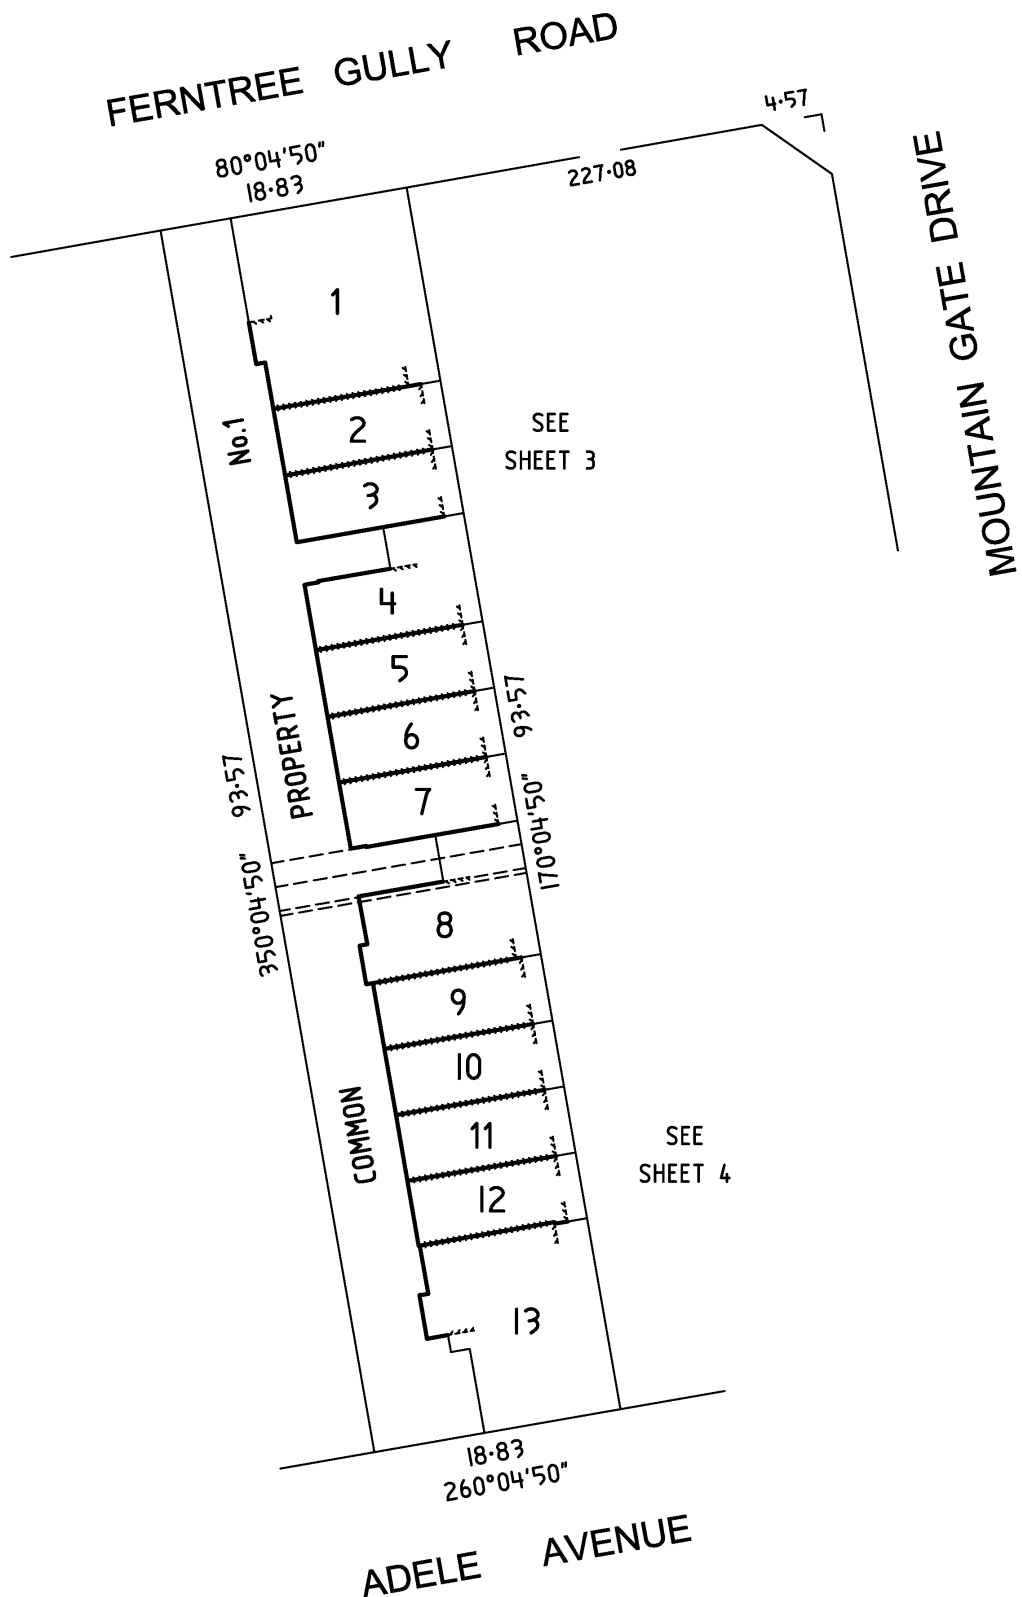 FERNTREE GULLY ROAD
4·57
80°04'50"
18·83
227·08
MOUNTAIN GATE DRIVE
1
No.1
2
SEE
SHEET 3
3
4
5
93·57
PROPERTY
6
93·57
7
170°04'50"
350°04'50"
8
9
10
COMMON
11
SEE
SHEET 4
12
13
18·83
260°04'50"
ADELE AVENUE